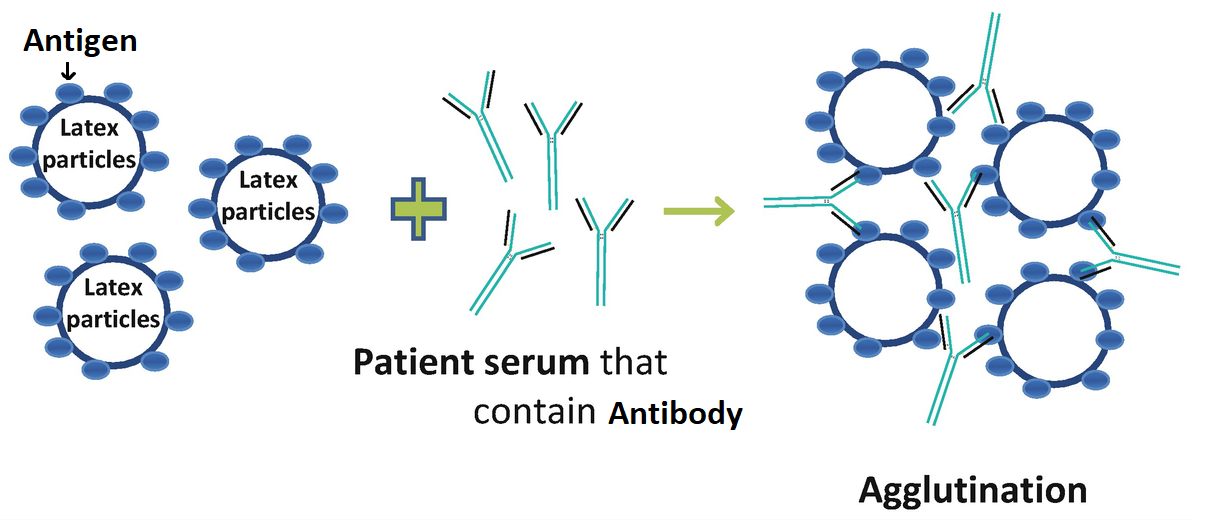 Antigen
Latex
particles
Latex
particles
Latex
particles
Patient serum that
contain Antibody
Agglutination